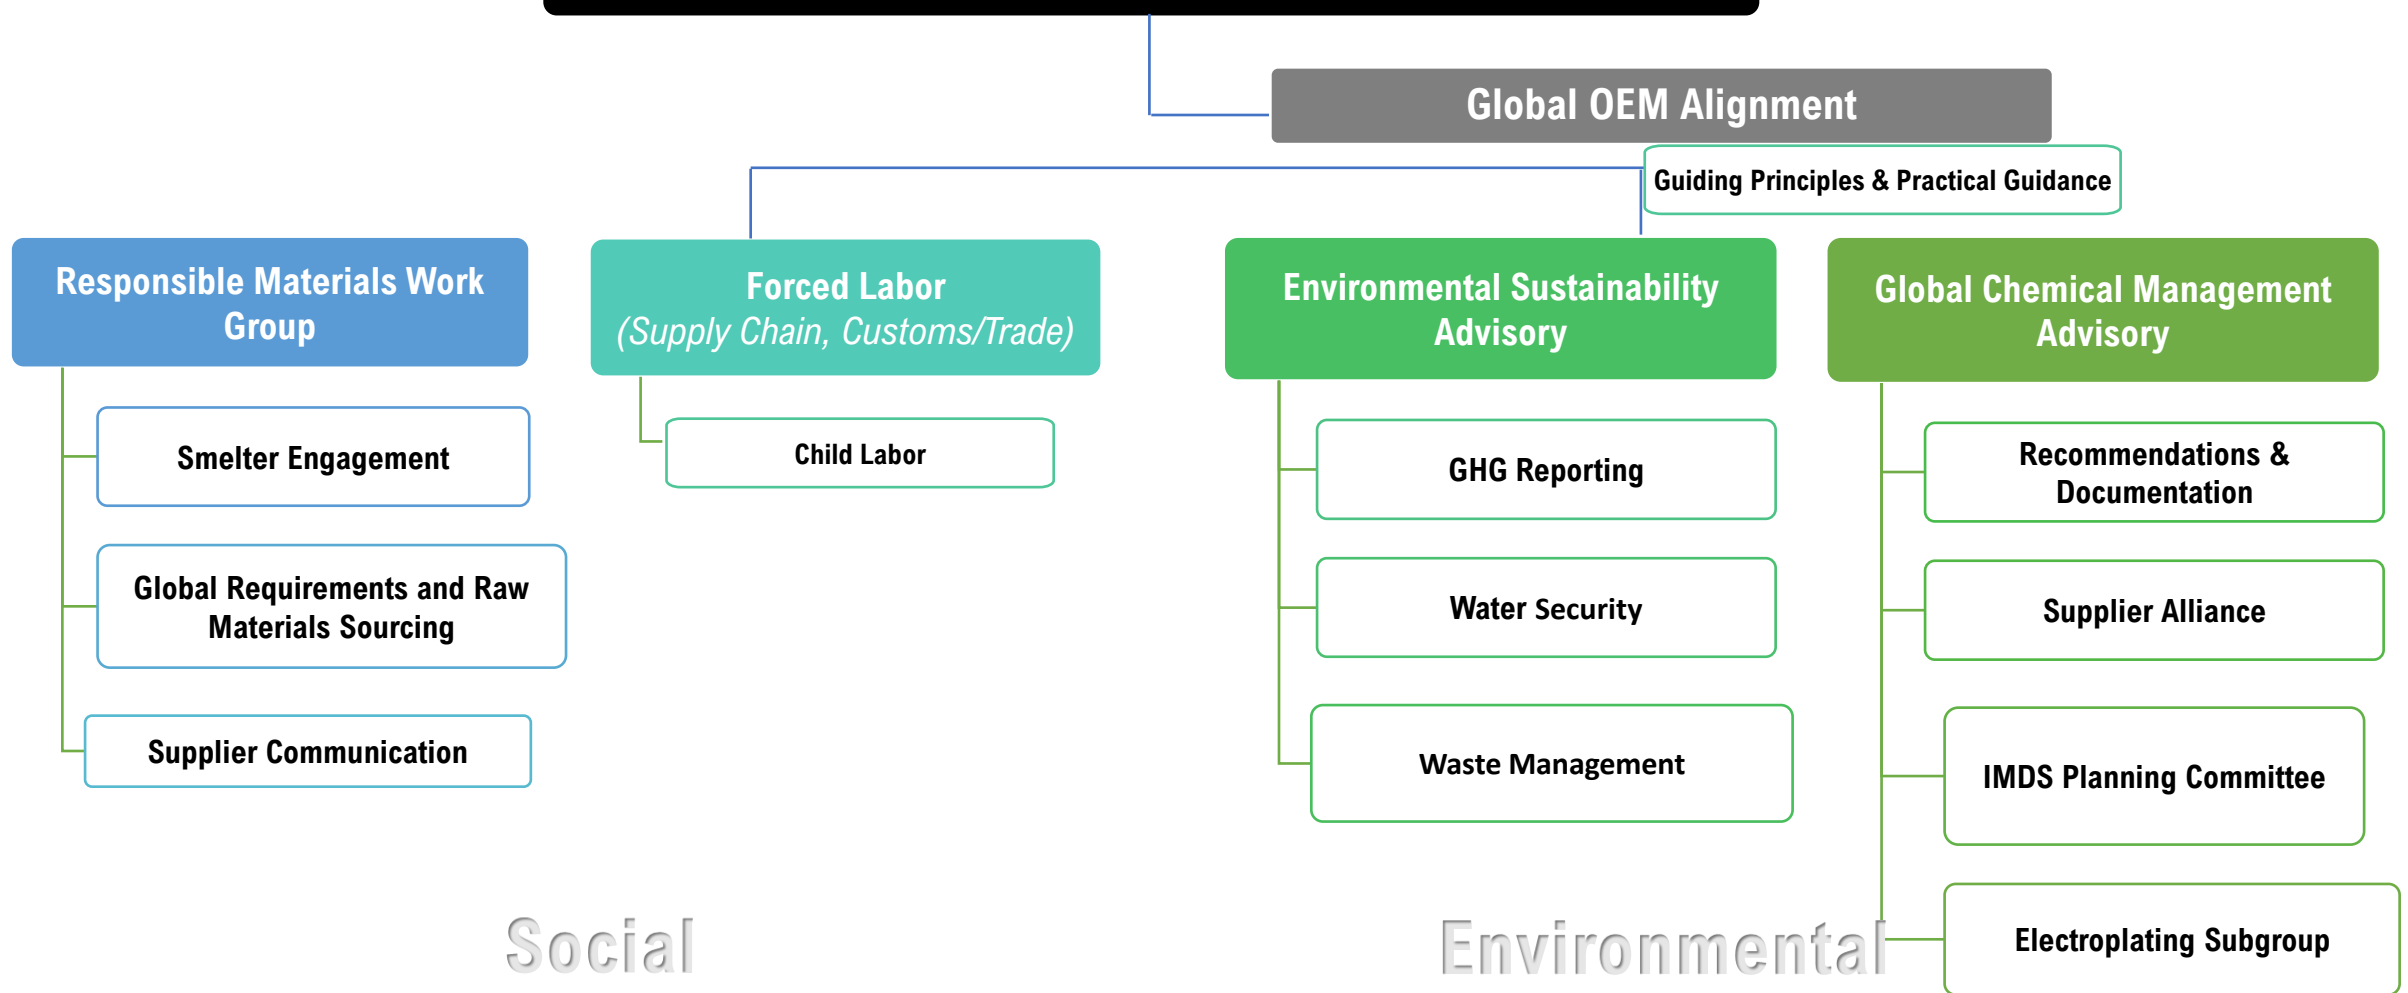 Global OEM Alignment
Guiding Principles & Practical Guidance
Responsible Materials Work
Group
Smelter Engagement
Global Requirements and Raw
Materials Sourcing
Supplier Communication
Forced Labor
(Supply Chain, Customs/Trade)
Child Labor
Environmental Sustainability
Advisory
GHG Reporting
Water Security
Waste Management
Global Chemical Management
Advisory
Recommendations &
Documentation
Supplier Alliance
IMDS Planning Committee
Electroplating Subgroup
Social
Environmental